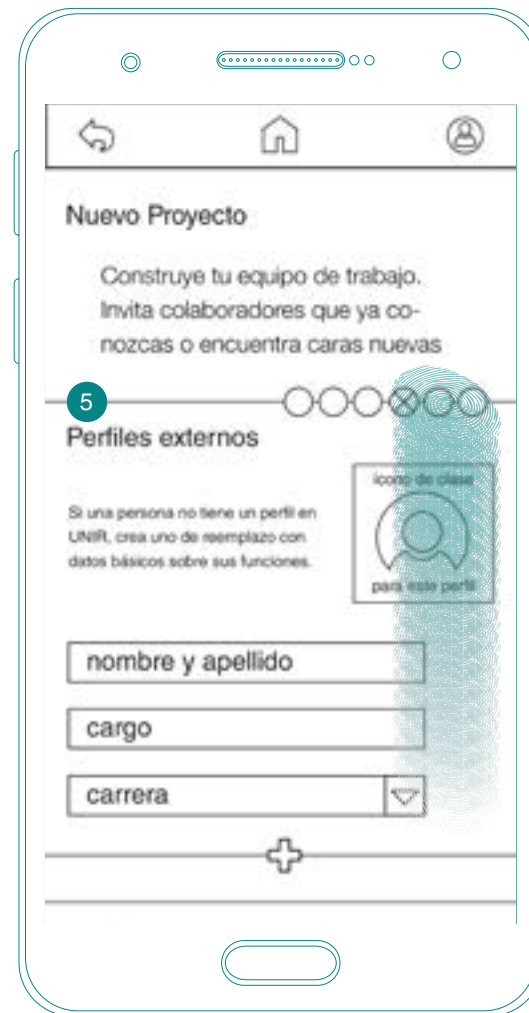 Nuevo Proyecto
Construye tu equipo de trabajo.
Invita colaboradores que ya co-
nozcas o encuentra caras nuevas
5
Perfiles externos
Si una persona no tiene un perfil en
UNIR, crea uno de reemplazo con
datos básicos sobre sus funciones.
icono de clase
para este perfil
nombre y apellido
cargo
carrera